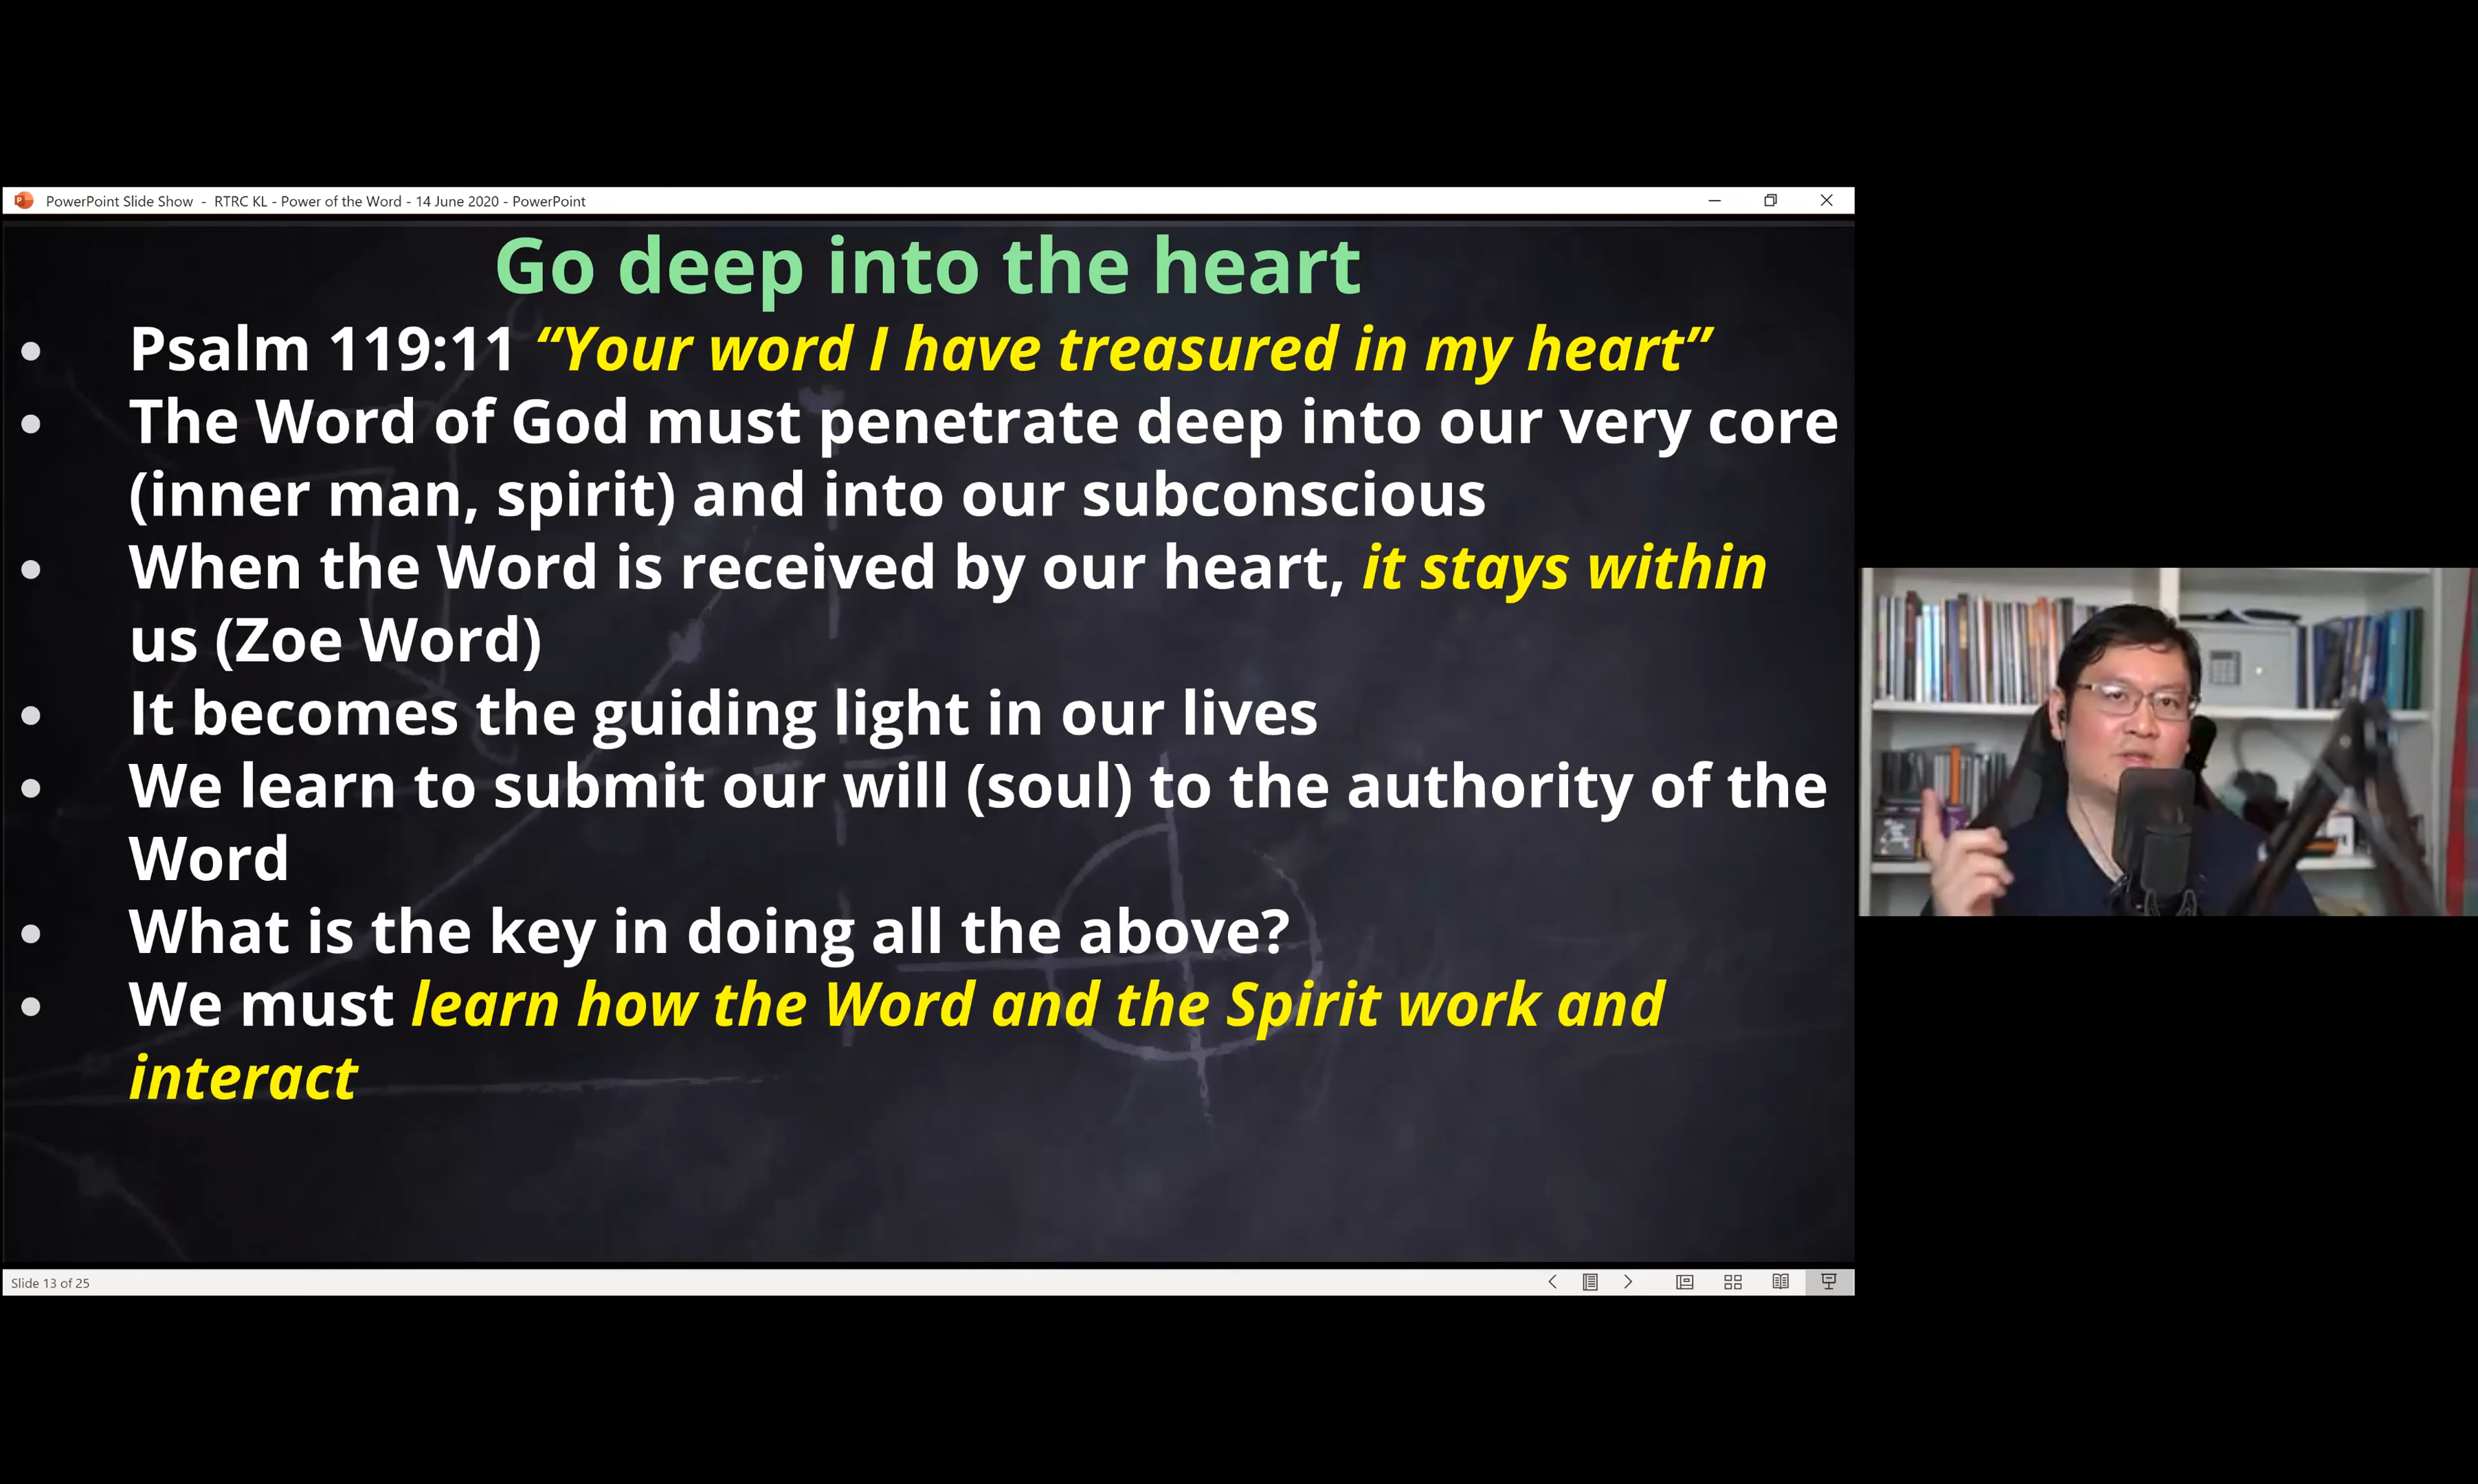 PowerPoint Slide Show - RTRC KL - Power of the Word - 14 June 2020 - PowerPoint
Go deep into the heart
• Psalm 119:11 “Your word I have treasured in my heart”
• The Word of God must penetrate deep into our very core
(inner man, spirit) and into our subconscious
• When the Word is received by our heart, it stays within
us (Zoe Word)
• It becomes the guiding light in our lives
• We learn to submit our will (soul) to the authority of the
Word
• What is the key in doing all the above?
• We must learn how the Word and the Spirit work and
interact
Slide 13 of 25